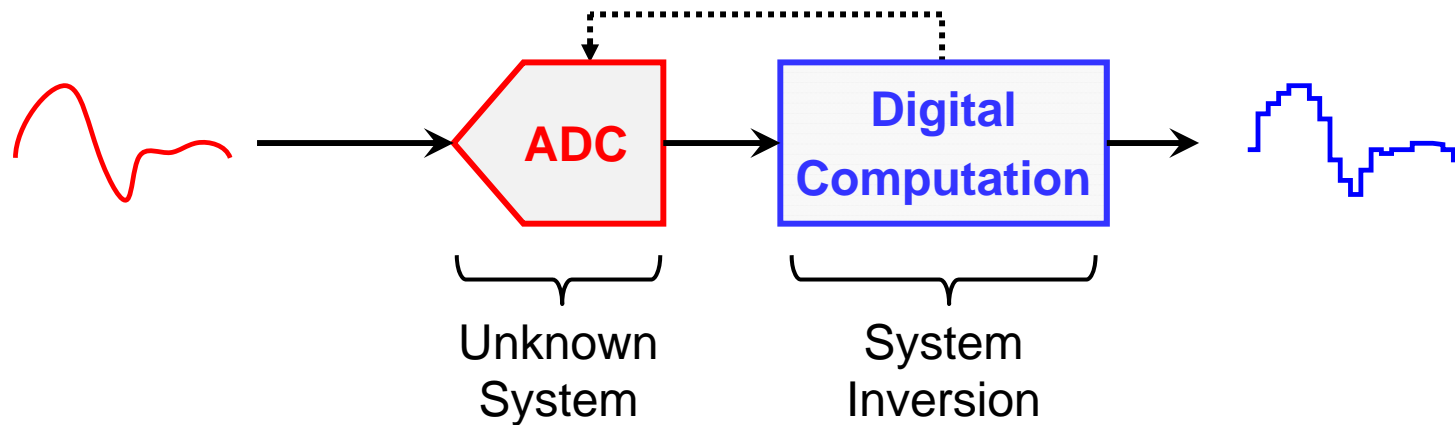 ADC
Digital
Computation
Unknown
System
System
Inversion